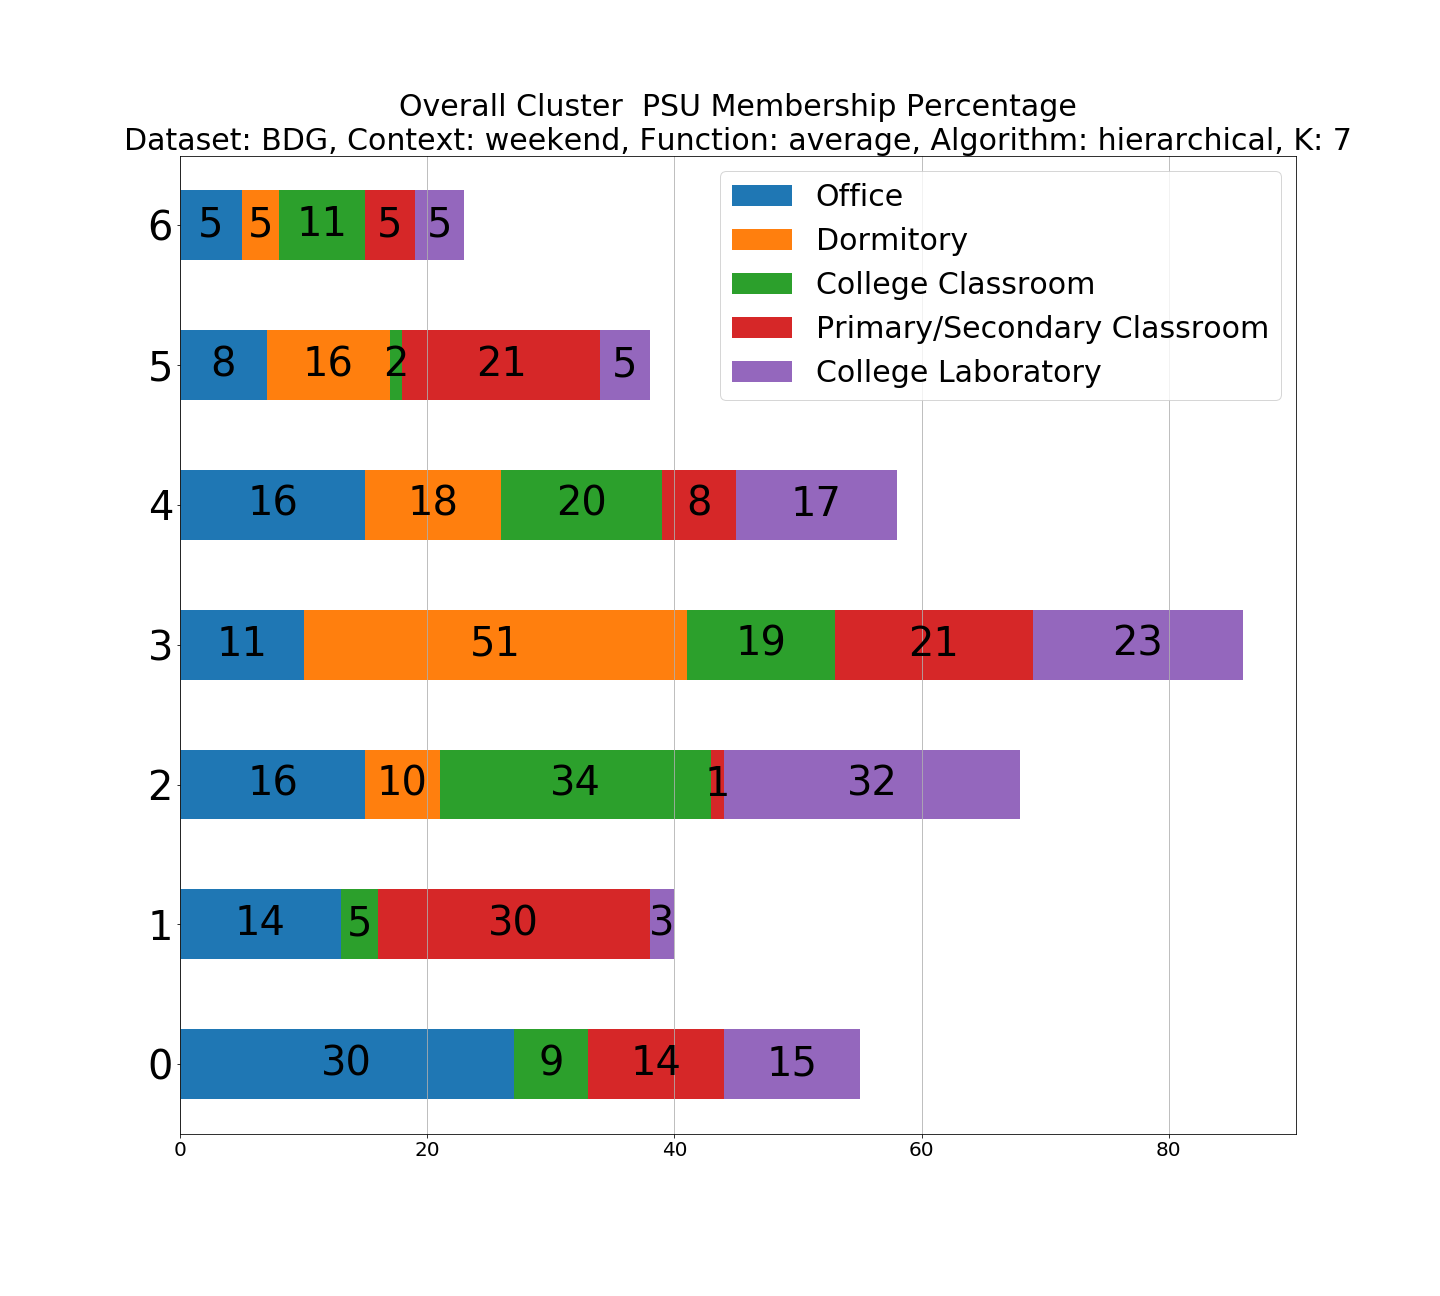 Overall Cluster  PSU Membership Percentage
Dataset: BDG, Context: weekend, Function: average, Algorithm: hierarchical, K: 7
Office
Dormitory
College Classroom
Primary/Secondary Classroom
College Laboratory
6 5 5 11 5 5
5 8 16 2 21 5
4 16 18 20 8 17
3 11 51 19 21 23
2 16 10 34 1 32
1 14 5 30 3
0 30 9 14 15
0 20 40 60 80